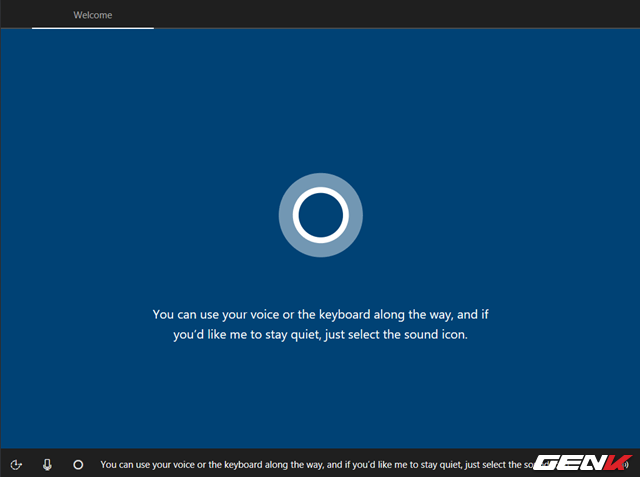 Welcome
You can use your voice or the keyboard along the way, and if
you'd like me to stay quiet, just select the sound icon.
You can use your voice or the keyboard along the way, and if you'd like me to stay quiet, just select the
GENK